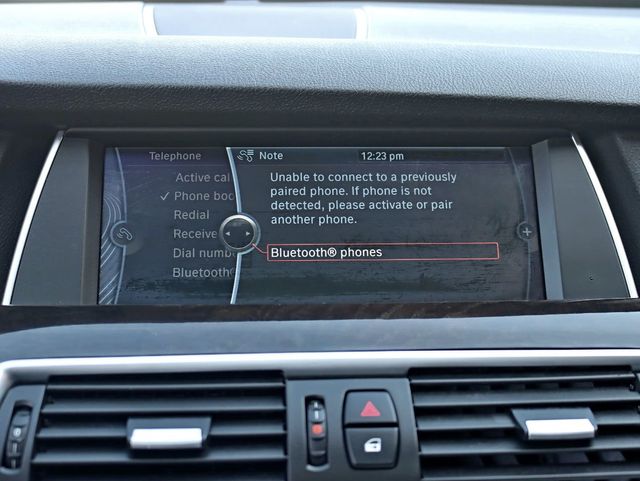 Telephone
Note
12:23 pm
Active cal
Phone boo
Redial
Receive
Dial numb
Bluetooth®
Unable to connect to a previously
paired phone. If phone is not
detected, please activate or pair
another phone.
Bluetooth® phones